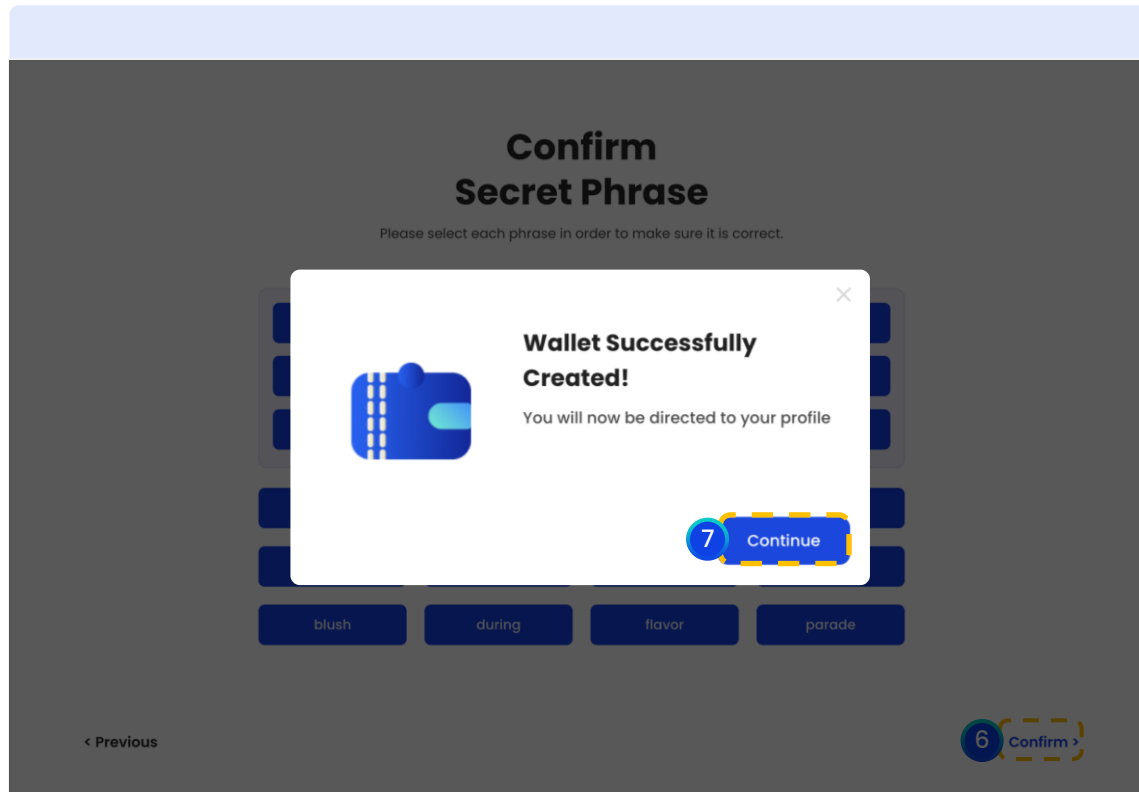 Confirm
Secret Phrase
Please select each phrase in order to make sure it is correct.
Wallet Successfully
Created!
You will now be directed to your profile
7 Continue
blush during flavor parade
< Previous
6 Confirm >